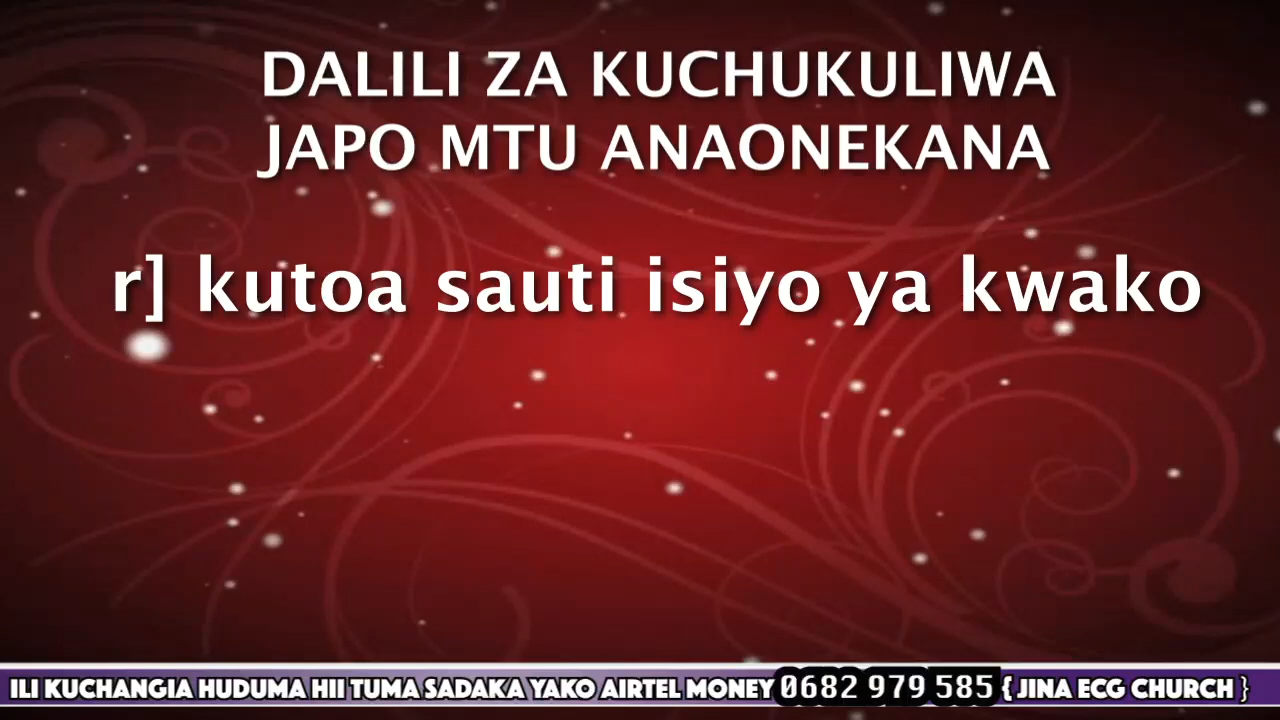 DALILI ZA KUCHUKULIWA
JAPO MTU ANAONEKANA
r] kutoa sauti isiyo ya kwako
ILI KUCHANGIA HUDUMA HII TUMA SADAKA YAKO AIRTEL MONEY 0682 979 585 { JINA ECG CHURCH }